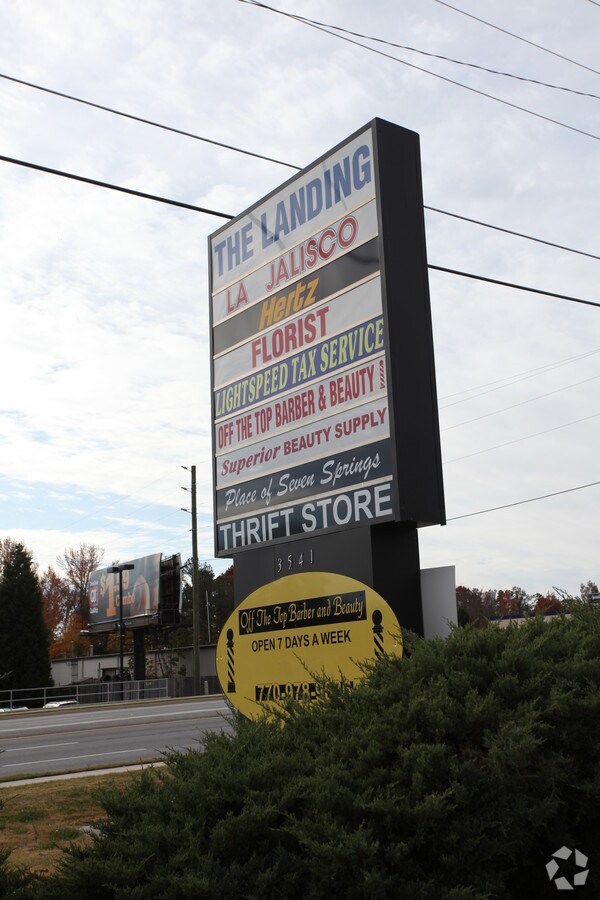 THE LANDING
LA JALISCO
Hertz
FLORIST
LIGHTSPEED TAX SERVICE
OFF THE TOP BARBER & BEAUTY
Superior BEAUTY SUPPLY
Place of Seven Springs
THRIFT STORE
3541
Off The Top Barber and Beauty
OPEN 7 DAYS A WEEK
770-978-